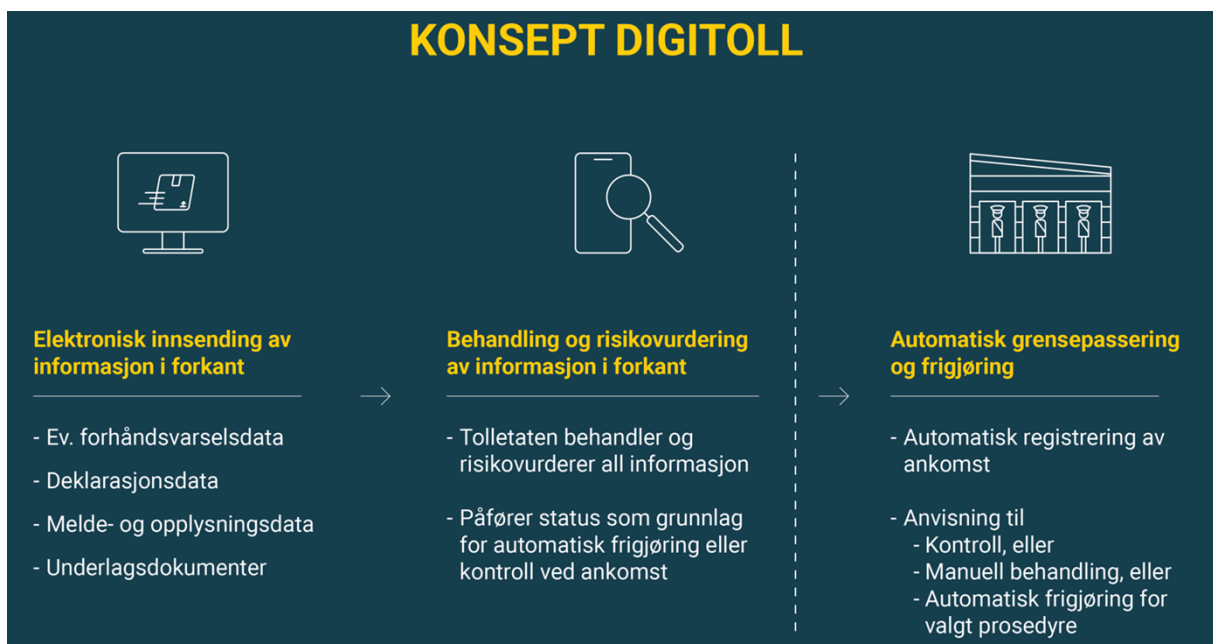 KONSEPT DIGITOLL
Elektronisk innsending av
informasjon i forkant
- Ev. forhåndsvarselsdata
- Deklarasjonsdata
- Melde- og opplysningsdata
- Underlagsdokumenter
Behandling og risikovurdering
av informasjon i forkant
- Tolletaten behandler og
risikovurderer all informasjon
- Påfører status som grunnlag
for automatisk frigjøring eller
kontroll ved ankomst
Automatisk grensepassering
og frigjøring
- Automatisk registrering av
ankomst
- Anvisning til
- Kontroll, eller
- Manuell behandling, eller
- Automatisk frigjøring for
valgt prosedyre